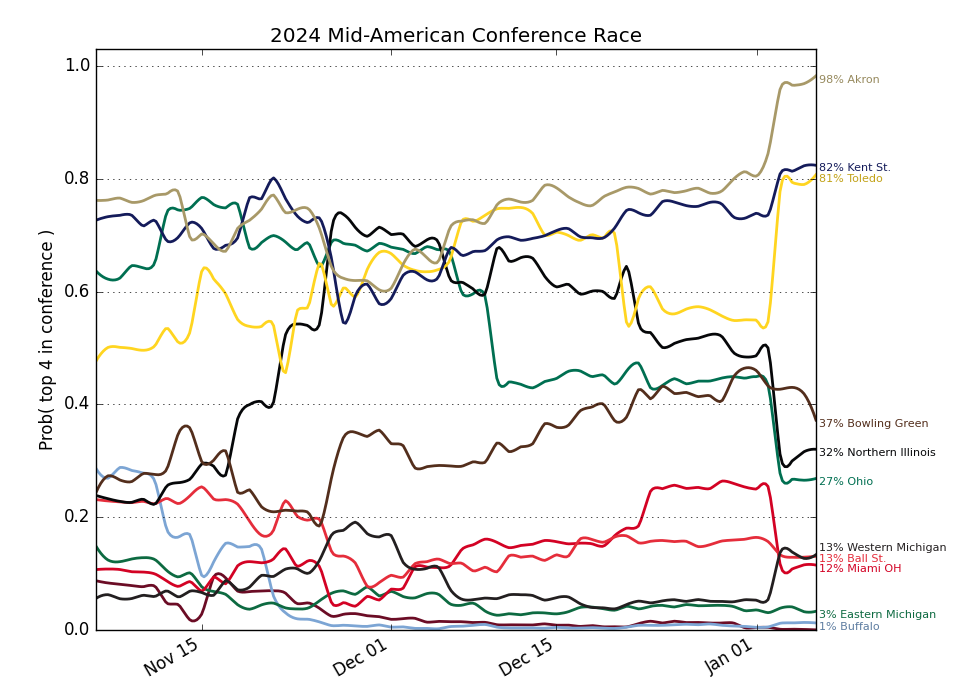 2024 Mid-American Conference Race
Prob( top 4 in conference )
1.0
0.8
0.6
0.4
0.2
0.0
Nov 15
Dec 01
Dec 15
Jan 01
98% Akron
82% Kent St.
81% Toledo
37% Bowling Green
32% Northern Illinois
27% Ohio
13% Western Michigan
13% Ball St.
12% Miami OH
3% Eastern Michigan
1% Buffalo